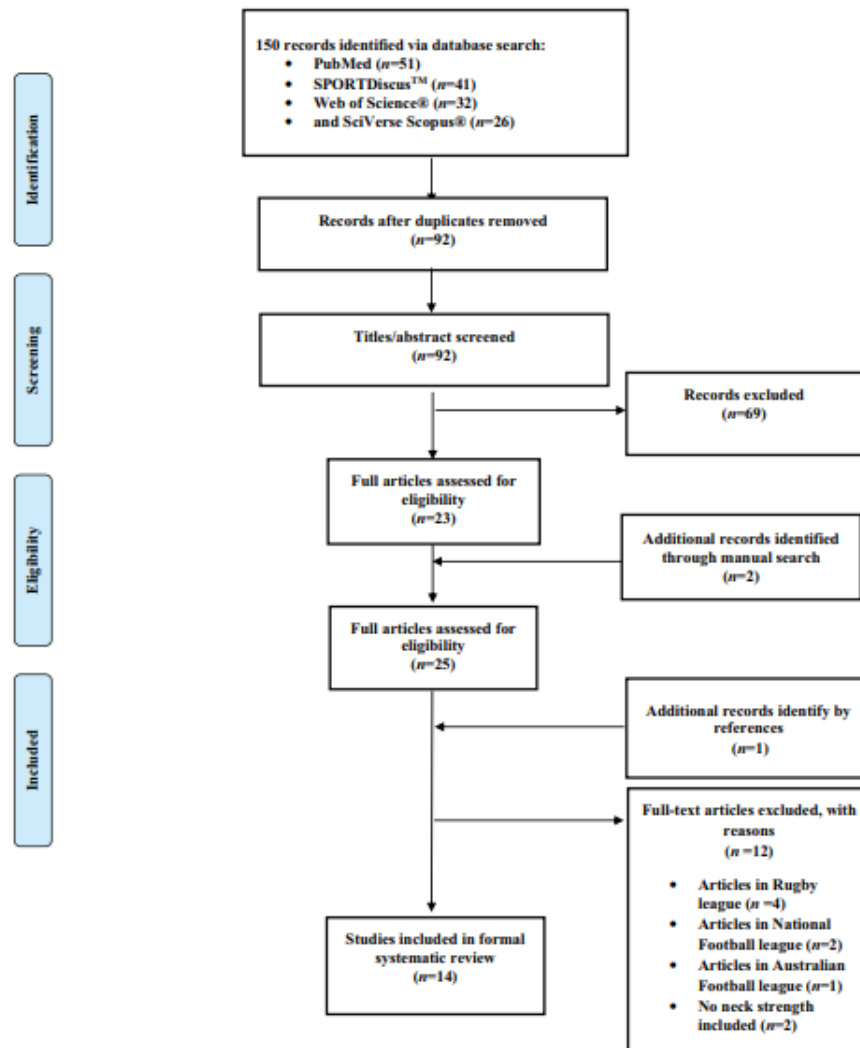 150 records identified via database search:
• PubMed (n=51)
• SPORTDiscus™ (n=41)
• Web of Science® (n=32)
• and SciVerse Scopus® (n=26)
Identification
Records after duplicates removed
(n=92)
Screening
Titles/abstract screened
(n=92)
Records excluded
(n=69)
Eligibility
Full articles assessed for
eligibility
(n=23)
Additional records identified
through manual search
(n=2)
Full articles assessed for
eligibility
(n=25)
Included
Additional records identify by
references
(n=1)
Full-text articles excluded, with
reasons
(n =12)
• Articles in Rugby
league (n =4)
• Articles in National
Football league (n=2)
• Articles in Australian
Football league (n=1)
• No neck strength
included (n=2)
Studies included in formal
systematic review
(n=14)